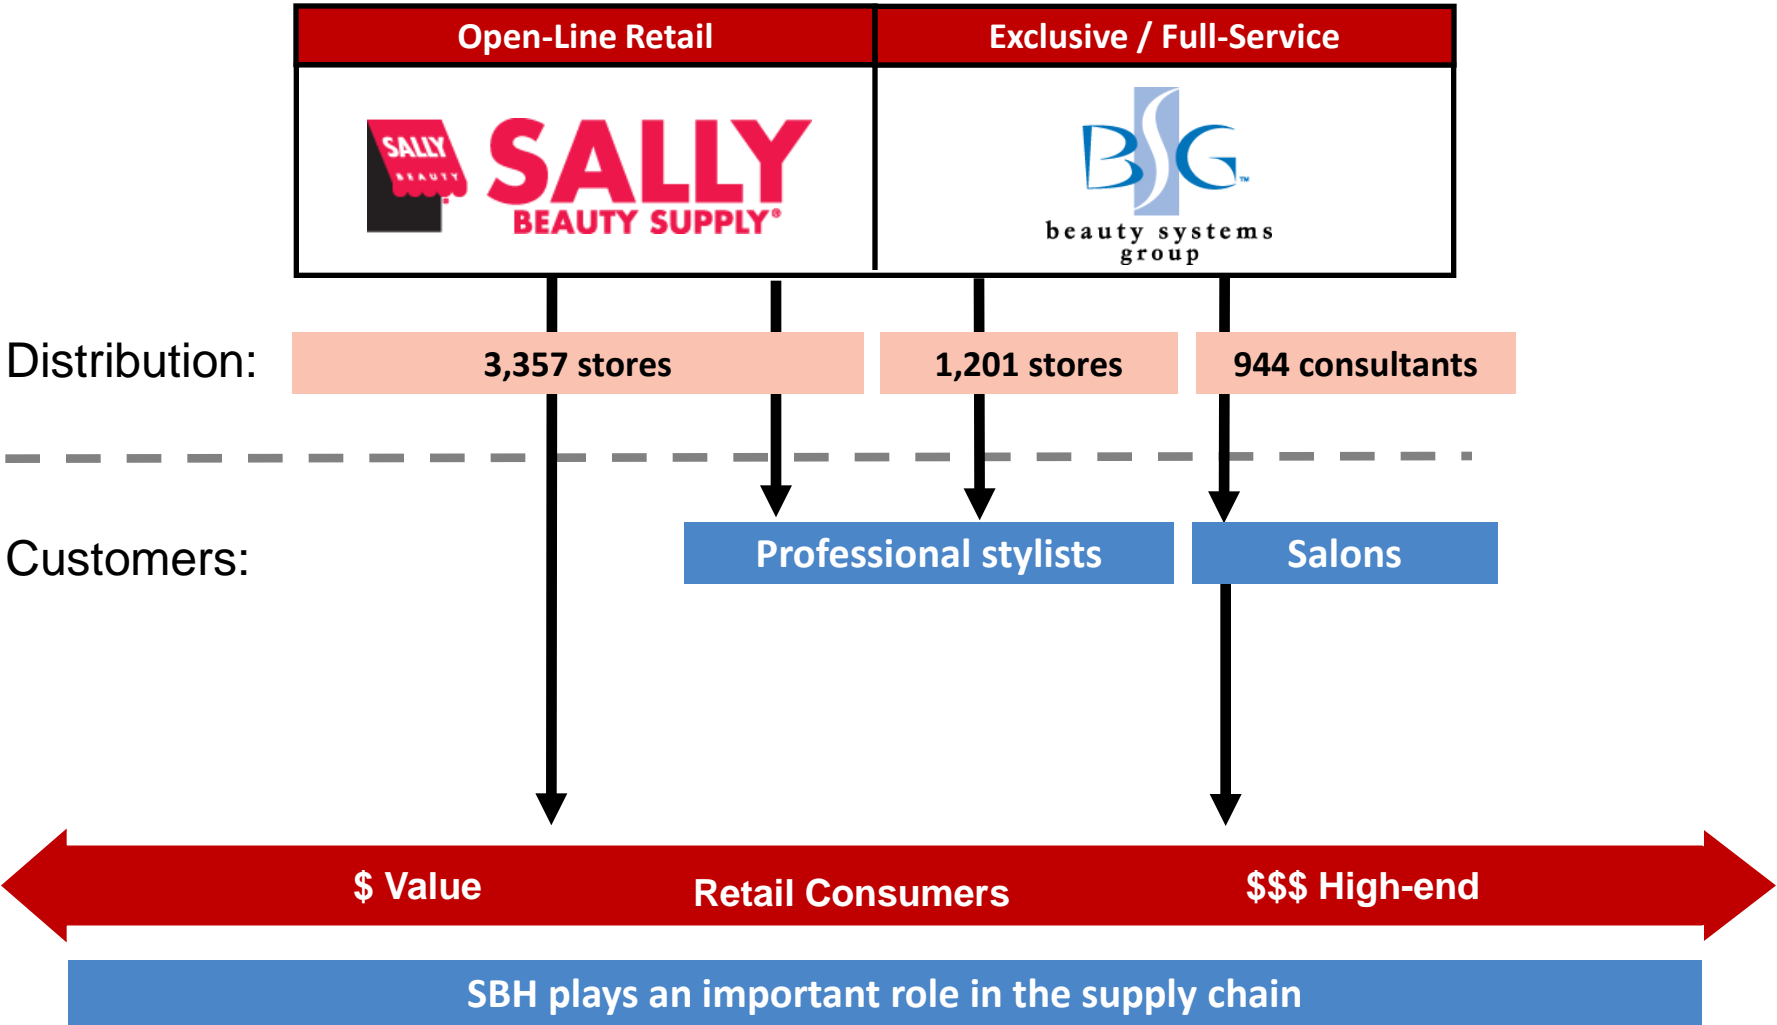 Open-Line Retail
Exclusive / Full-Service
SALLY
BEAUTY
SALLY
BEAUTY SUPPLY®
BSG™
beauty systems
group
Distribution:
3,357 stores
1,201 stores
944 consultants
Customers:
Professional stylists
Salons
$ Value
Retail Consumers
$$$ High-end
SBH plays an important role in the supply chain